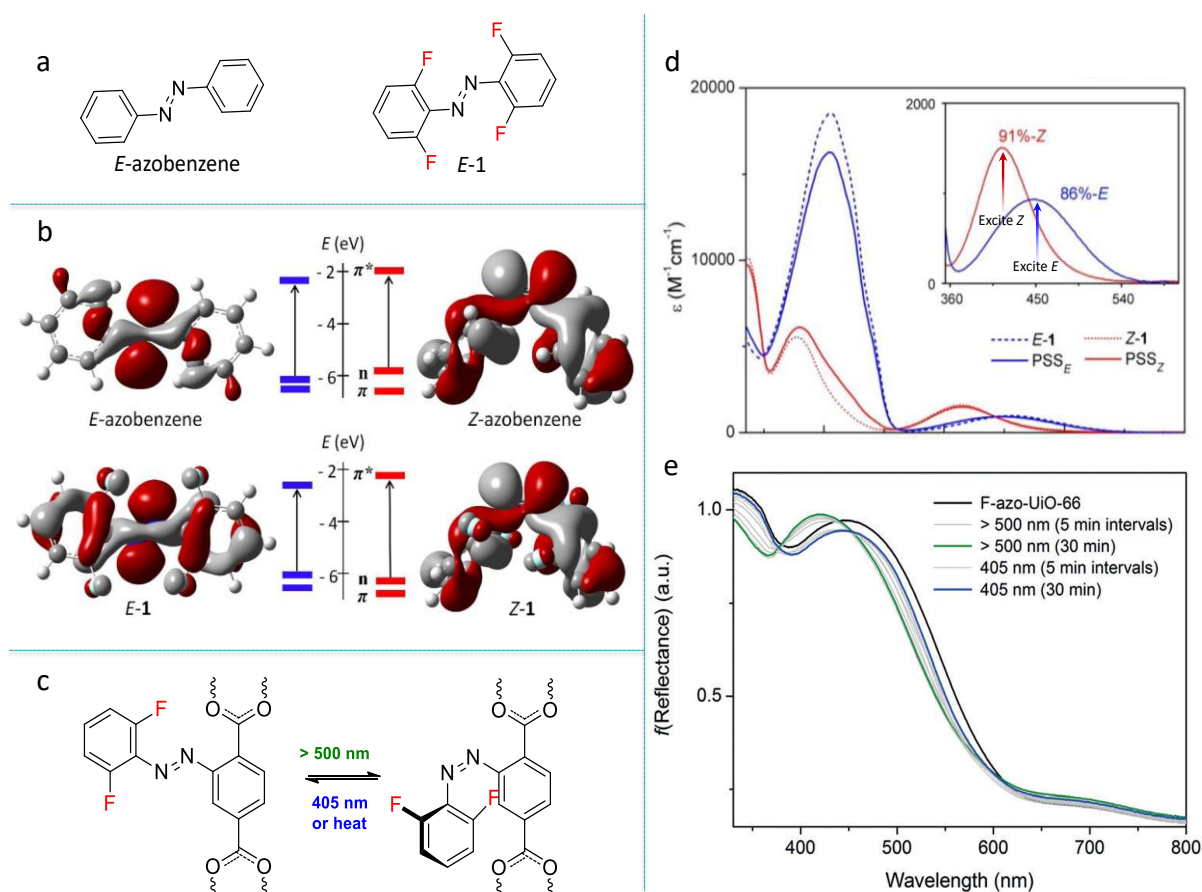 a
N
N
E-azobenzene
F
F
N
N
F
F
E-1
b
E (eV)
- 2
π*
- 4
- 6
n
π
E-azobenzene
Z-azobenzene
E (eV)
- 2
π*
- 4
- 6
n
π
E-1
Z-1
c
F
N
N
F
O
O
O
O
> 500 nm
405 nm
or heat
O
O
N
N
F
F
O
O
d
20000
10000
0
ε (M⁻¹cm⁻¹)
2000
91%-Z
86%-E
Excite Z
Excite E
0
360 450 540
E-1 Z-1
PSSE PSSZ
e
1.0
0.5
f(Reflectance) (a.u.)
F-azo-UiO-66
> 500 nm (5 min intervals)
> 500 nm (30 min)
405 nm (5 min intervals)
405 nm (30 min)
400 500 600 700 800
Wavelength (nm)